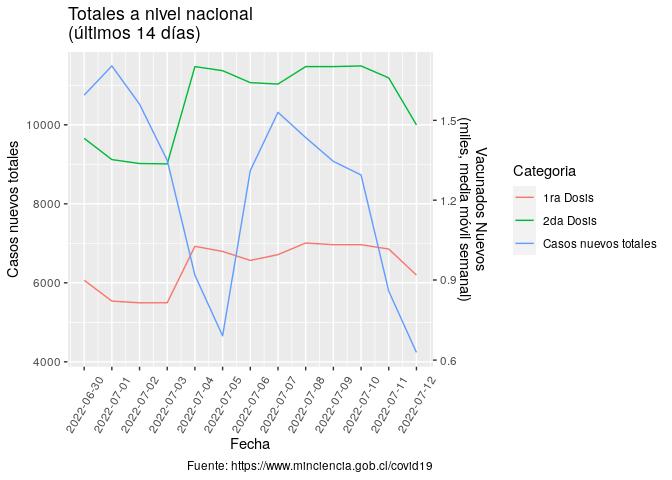 Totales a nivel nacional
(últimos 14 días)
Casos nuevos totales
10000
8000
6000
4000
1.5
1.2
0.9
0.6
Vacunados Nuevos
(miles, media móvil semanal)
2022-06-30
2022-07-01
2022-07-02
2022-07-03
2022-07-04
2022-07-05
2022-07-06
2022-07-07
2022-07-08
2022-07-09
2022-07-10
2022-07-11
2022-07-12
Fecha
Categoria
1ra Dosis
2da Dosis
Casos nuevos totales
Fuente: https://www.minciencia.gob.cl/covid19